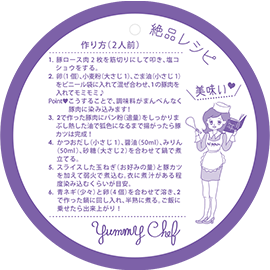 絶品レシピ
美味い♥
作り方(2人前)
1. 豚ロース肉2枚を筋切りにして叩き、塩コ
ショウをする。
2. 卵(1個)、小麦粉(大さじ1)、ごま油(小さじ1)
をビニール袋に入れて混ぜ合わせ、1の豚肉を
入れてモミモミ♪
Point♥こうすることで、調味料がまんべんなく
豚肉に染み込みます!
3. 2で作った豚肉にパン粉(適量)をしっかりま
ぶし熱した油で狐色になるまで揚がったら豚カ
ツは完成!
4. かつおだし(小さじ1)、醤油(50ml)、みりん
(50ml)、砂糖(大さじ2)を合わせて鍋で煮
立てる。
5. スライスした玉ねぎ(お好みの量)と豚カツ
を加えて弱火で煮込む、衣に煮汁がある程
度染み込むくらいが目安。
6. 青ネギ(少々)と卵(4個)を合わせて溶き、2
で作った鍋に回し入れ、半熟に煮る、ご飯に
乗せたら出来上がり!
yummy Chef